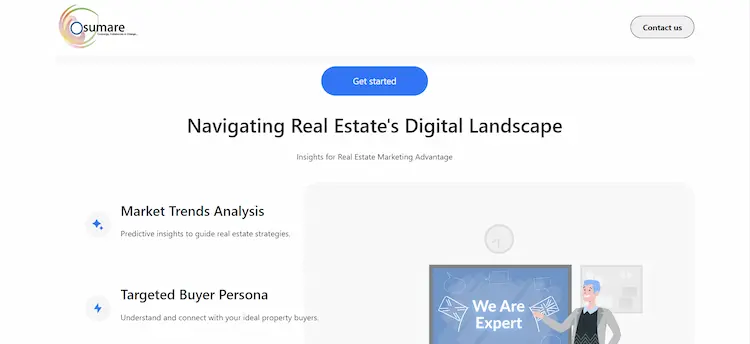 Osumare
Contact us
Get started
Navigating Real Estate's Digital Landscape
Insights for Real Estate Marketing Advantage
Market Trends Analysis
Predictive insights to guide real estate strategies.
Targeted Buyer Persona
Understand and connect with your ideal property buyers.
We Are
Expert